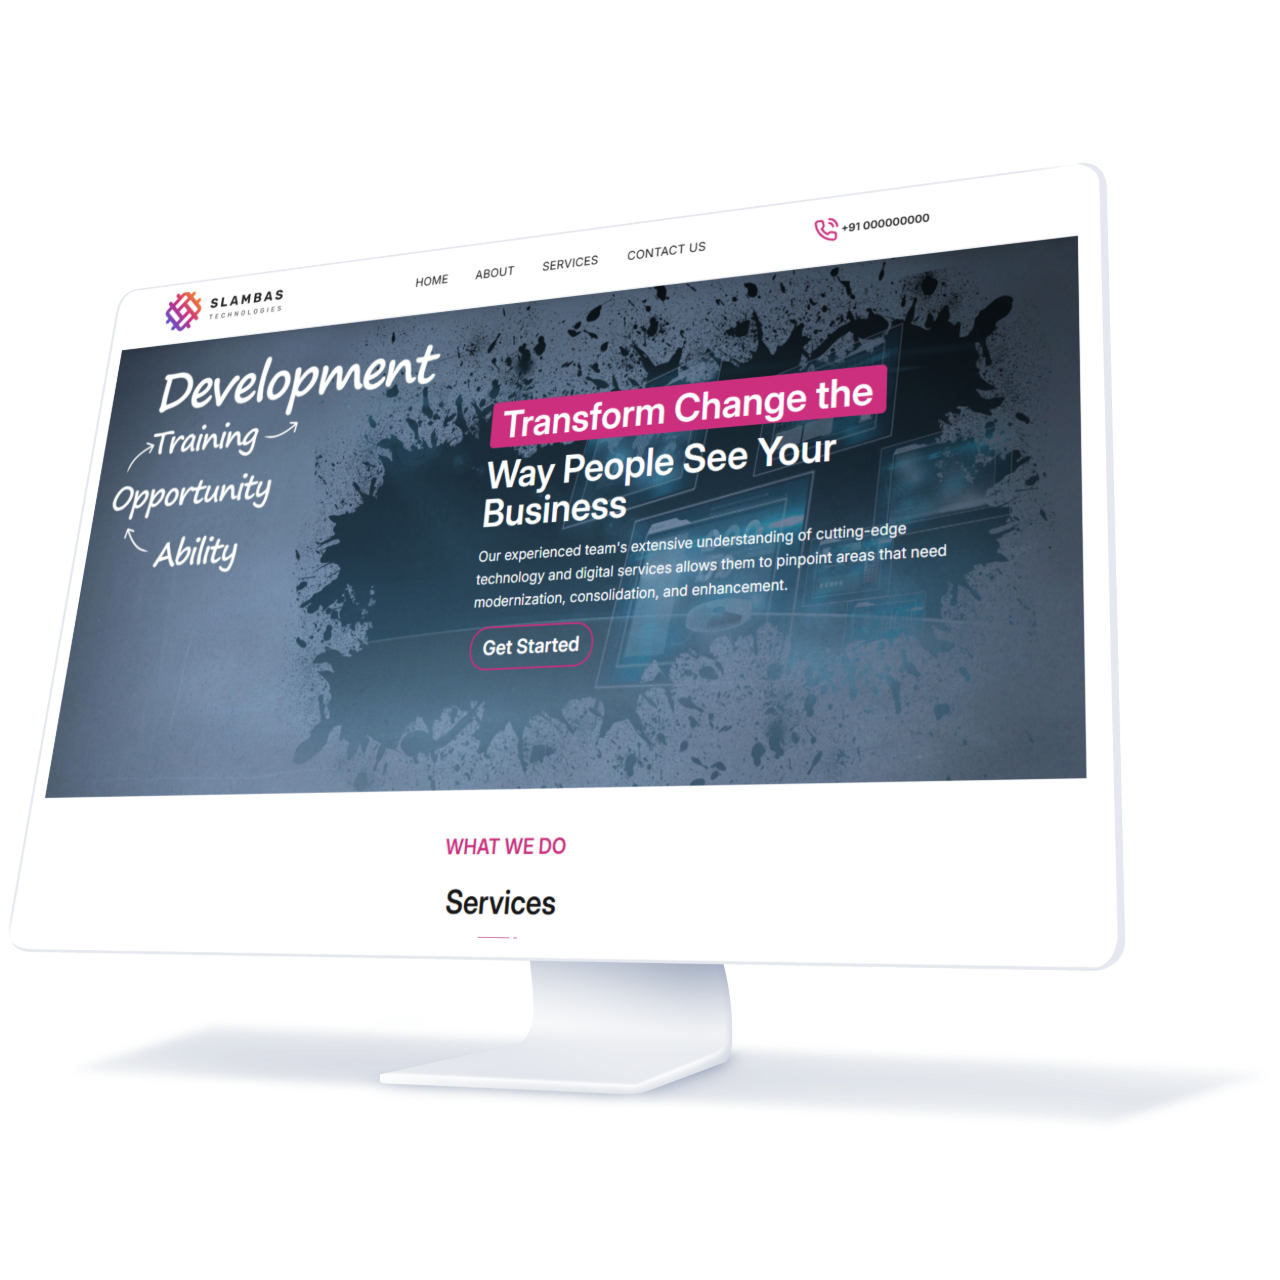 SLAMBAS
TECHNOLOGIES
HOME ABOUT SERVICES CONTACT US
+91 000000000
Development
Training
Opportunity
Ability
Transform Change the
Way People See Your
Business
Our experienced team's extensive understanding of cutting-edge
technology and digital services allows them to pinpoint areas that need
modernization, consolidation, and enhancement.
Get Started
WHAT WE DO
Services